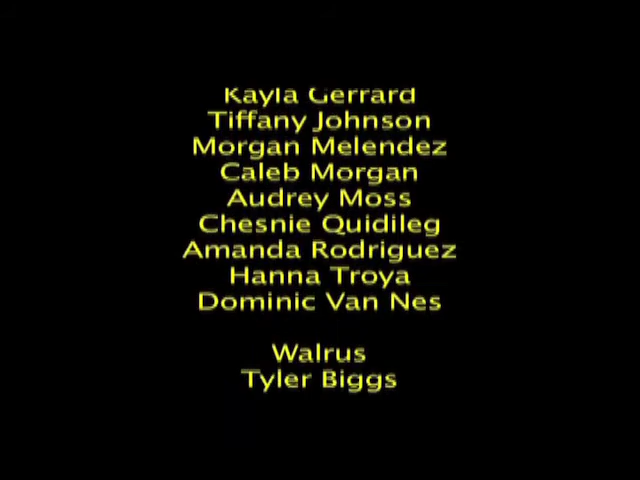 Kayla Gerrard
Tiffany Johnson
Morgan Melendez
Caleb Morgan
Audrey Moss
Chesnie Quidileg
Amanda Rodriguez
Hanna Troya
Dominic Van Nes
Walrus
Tyler Biggs